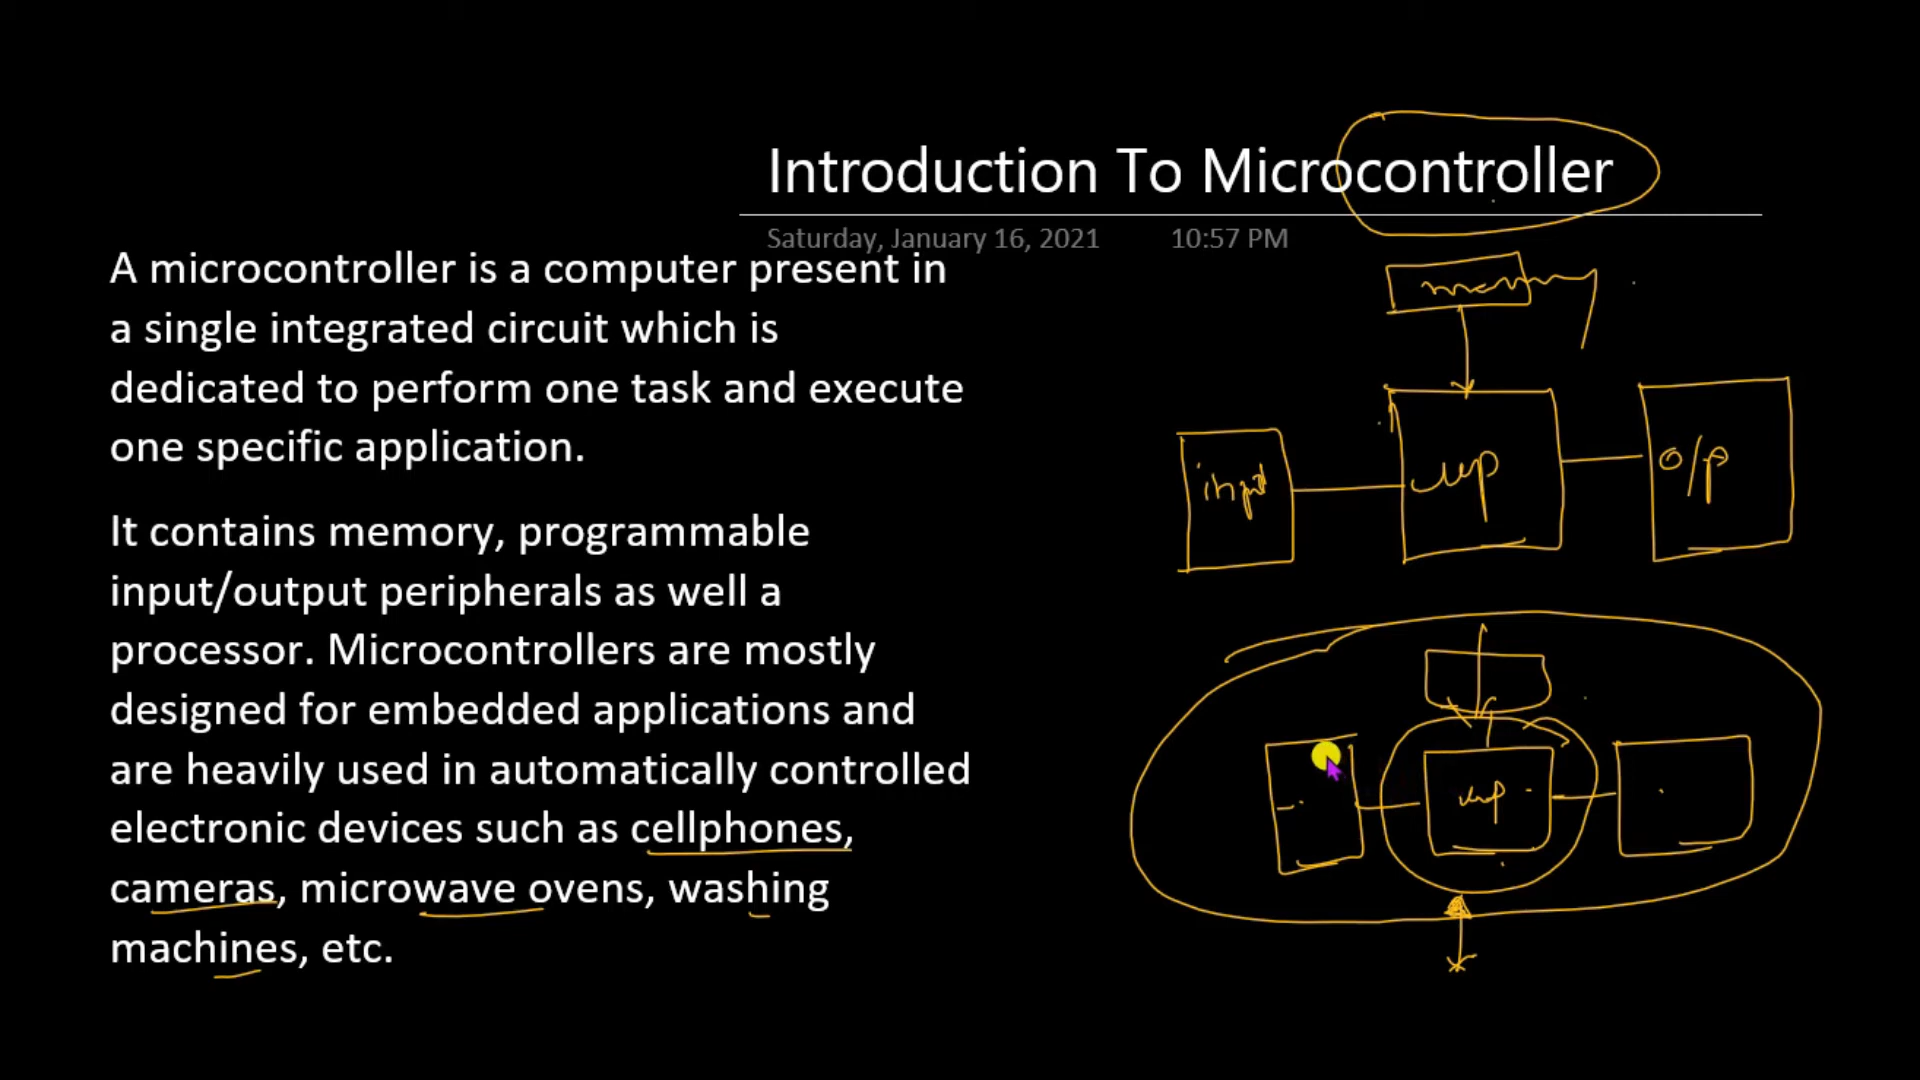 Introduction To Microcontroller
Saturday, January 16, 2021 10:57 PM
A microcontroller is a computer present in
a single integrated circuit which is
dedicated to perform one task and execute
one specific application.
It contains memory, programmable
input/output peripherals as well a
processor. Microcontrollers are mostly
designed for embedded applications and
are heavily used in automatically controlled
electronic devices such as cellphones,
cameras, microwave ovens, washing
machines, etc.
memory
input
μp
o/p
μp